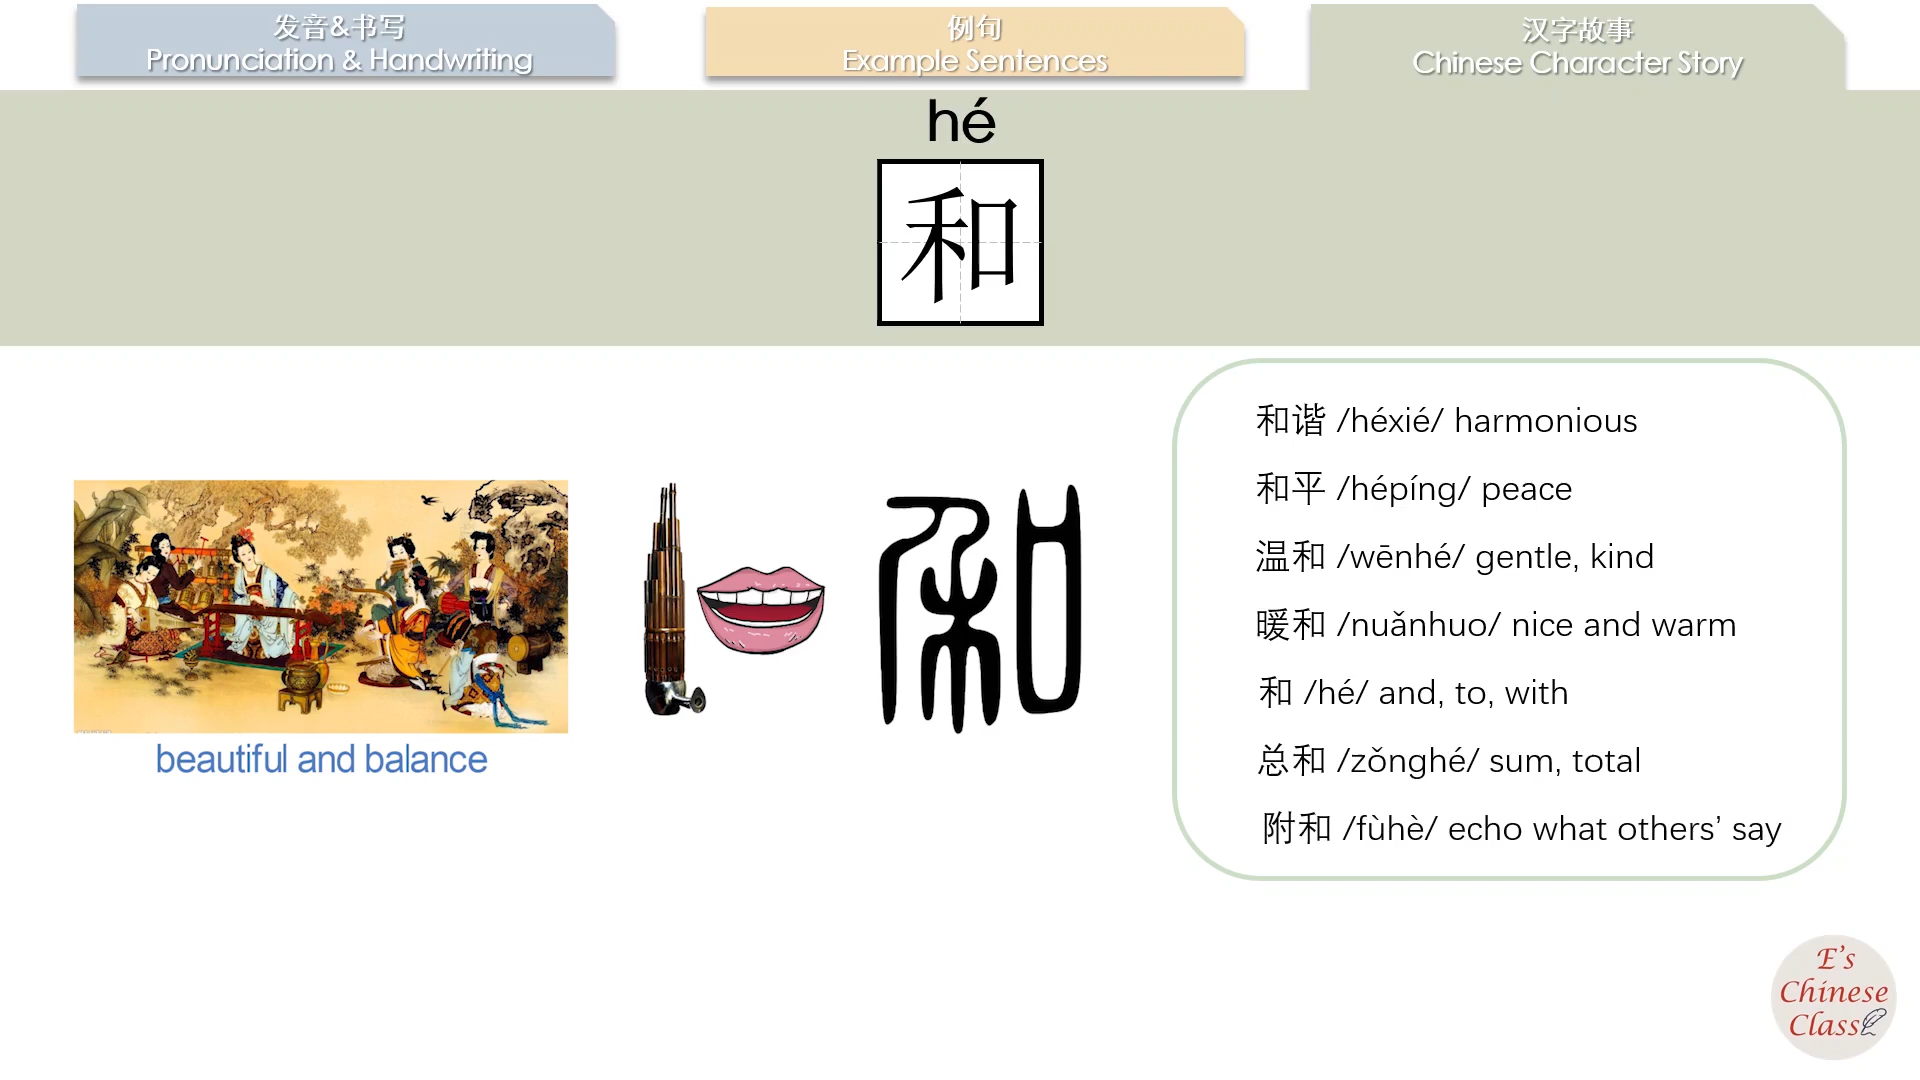 发音&书写
Pronunciation & Handwriting
例句
Example Sentences
汉字故事
Chinese Character Story
hé
和
和谐 /héxié/ harmonious
和平 /hépíng/ peace
温和 /wēnhé/ gentle, kind
暖和 /nuǎnhuo/ nice and warm
和 /hé/ and, to, with
总和 /zǒnghé/ sum, total
附和 /fùhè/ echo what others’ say
和
beautiful and balance
E's
Chinese
Class